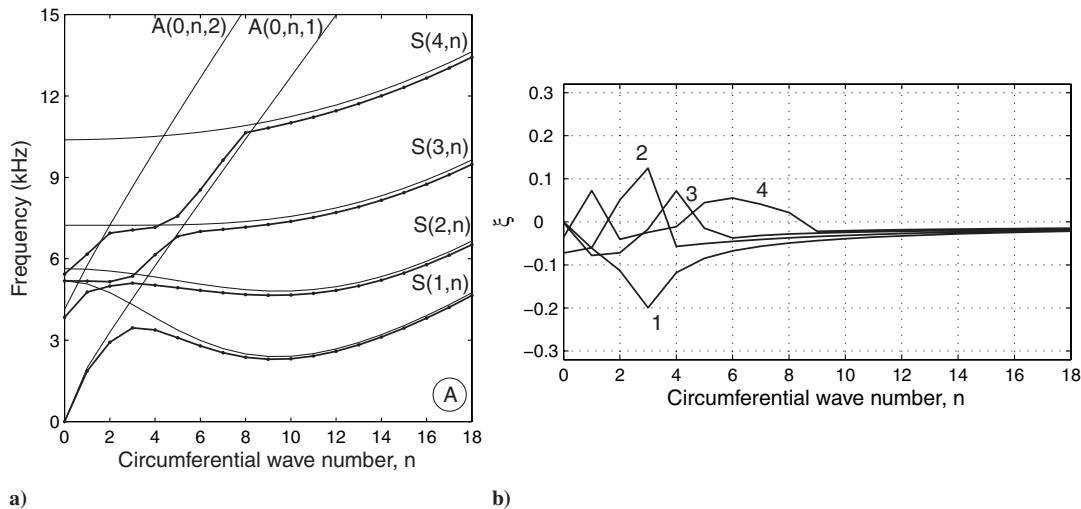 A(0,n,2) A(0,n,1)
S(4,n)
S(3,n)
S(2,n)
S(1,n)
A
15
12
9
6
3
0
Frequency (kHz)
0 2 4 6 8 10 12 14 16 18
Circumferential wave number, n
a)
0.3
0.2
0.1
0
−0.1
−0.2
−0.3
ξ
2
3
4
1
0 2 4 6 8 10 12 14 16 18
Circumferential wave number, n
b)